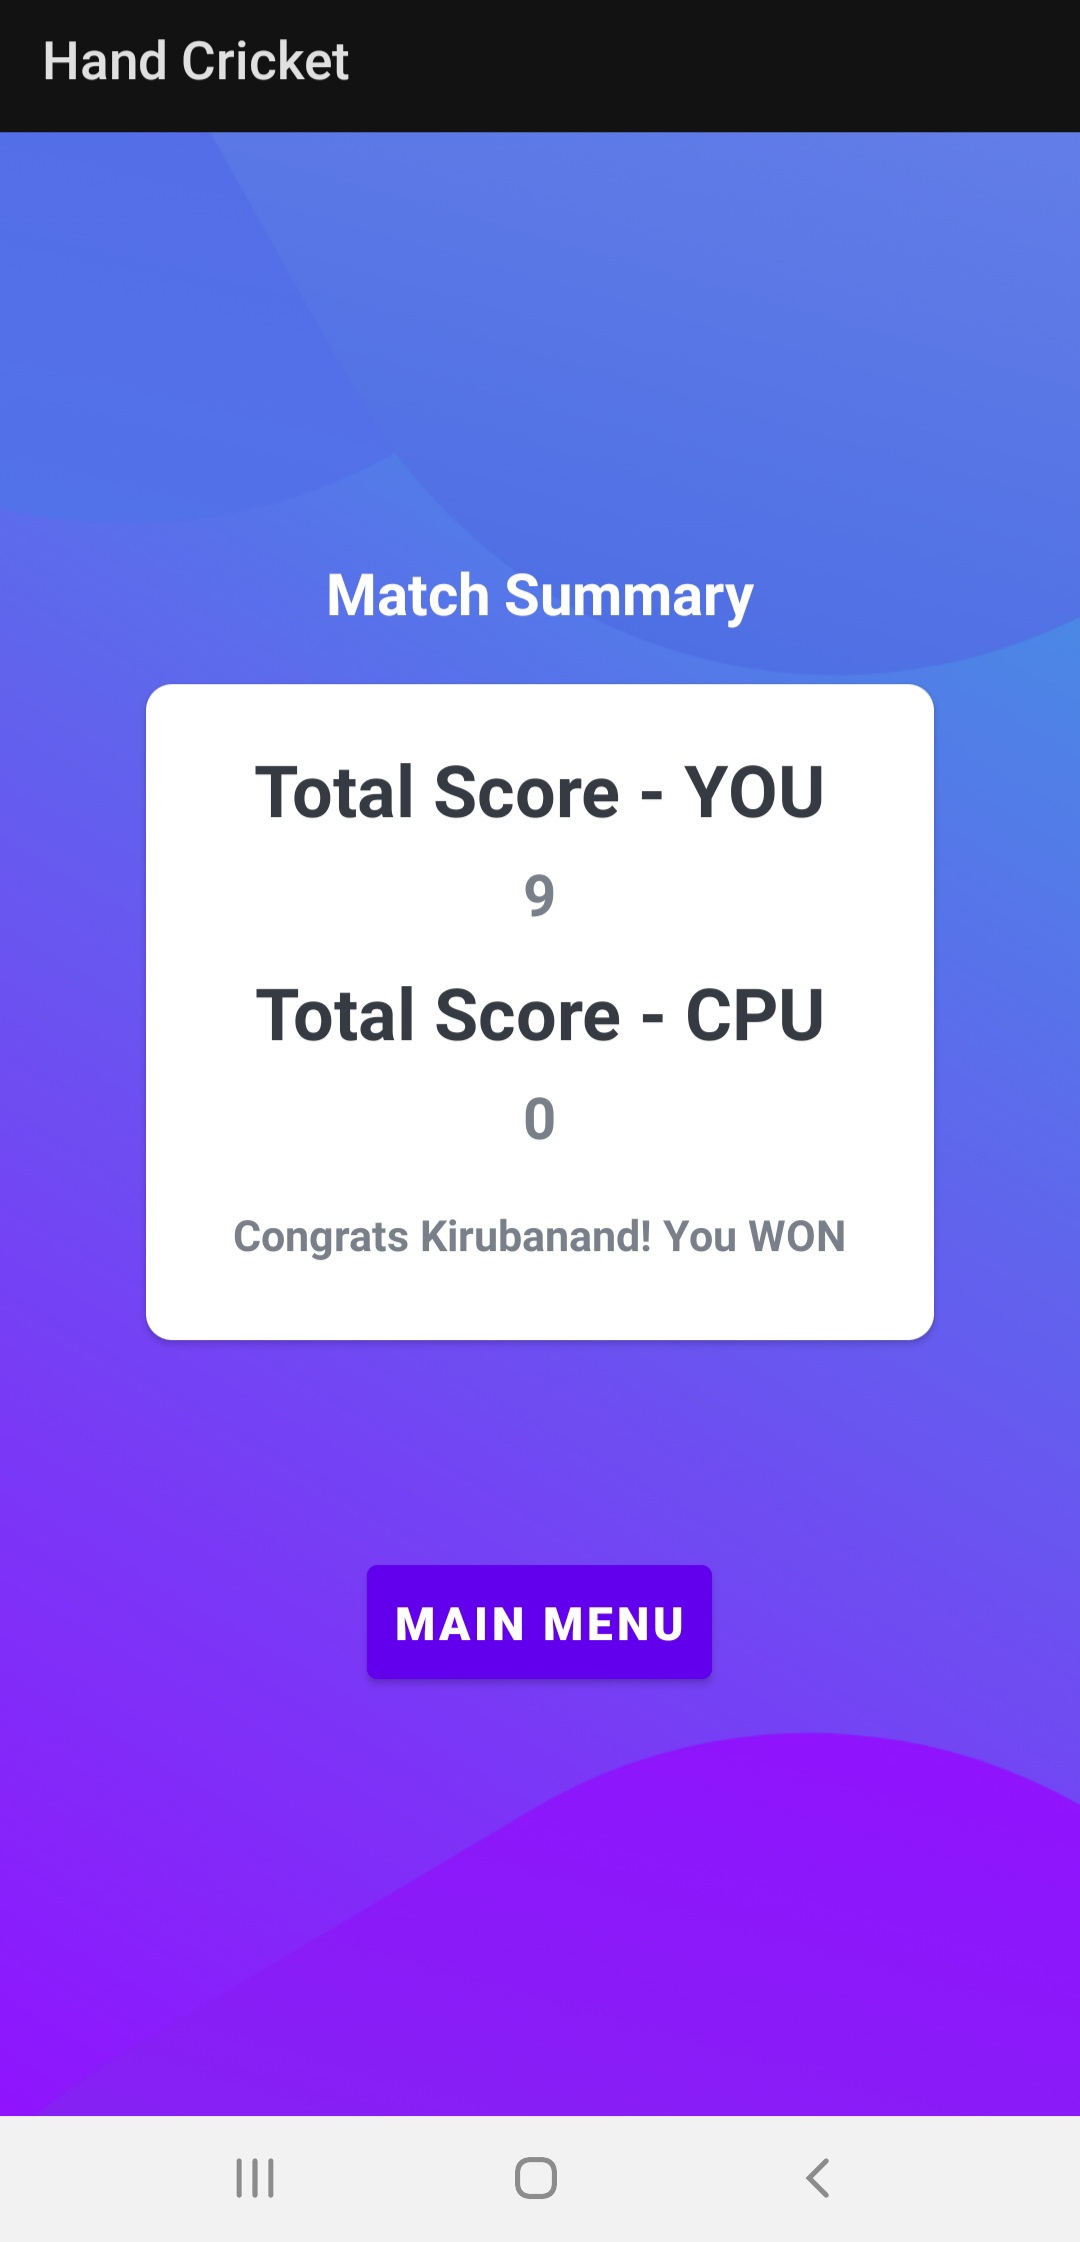 Hand Cricket
Match Summary
Total Score - YOU
9
Total Score - CPU
0
Congrats Kirubanand! You WON
MAIN MENU